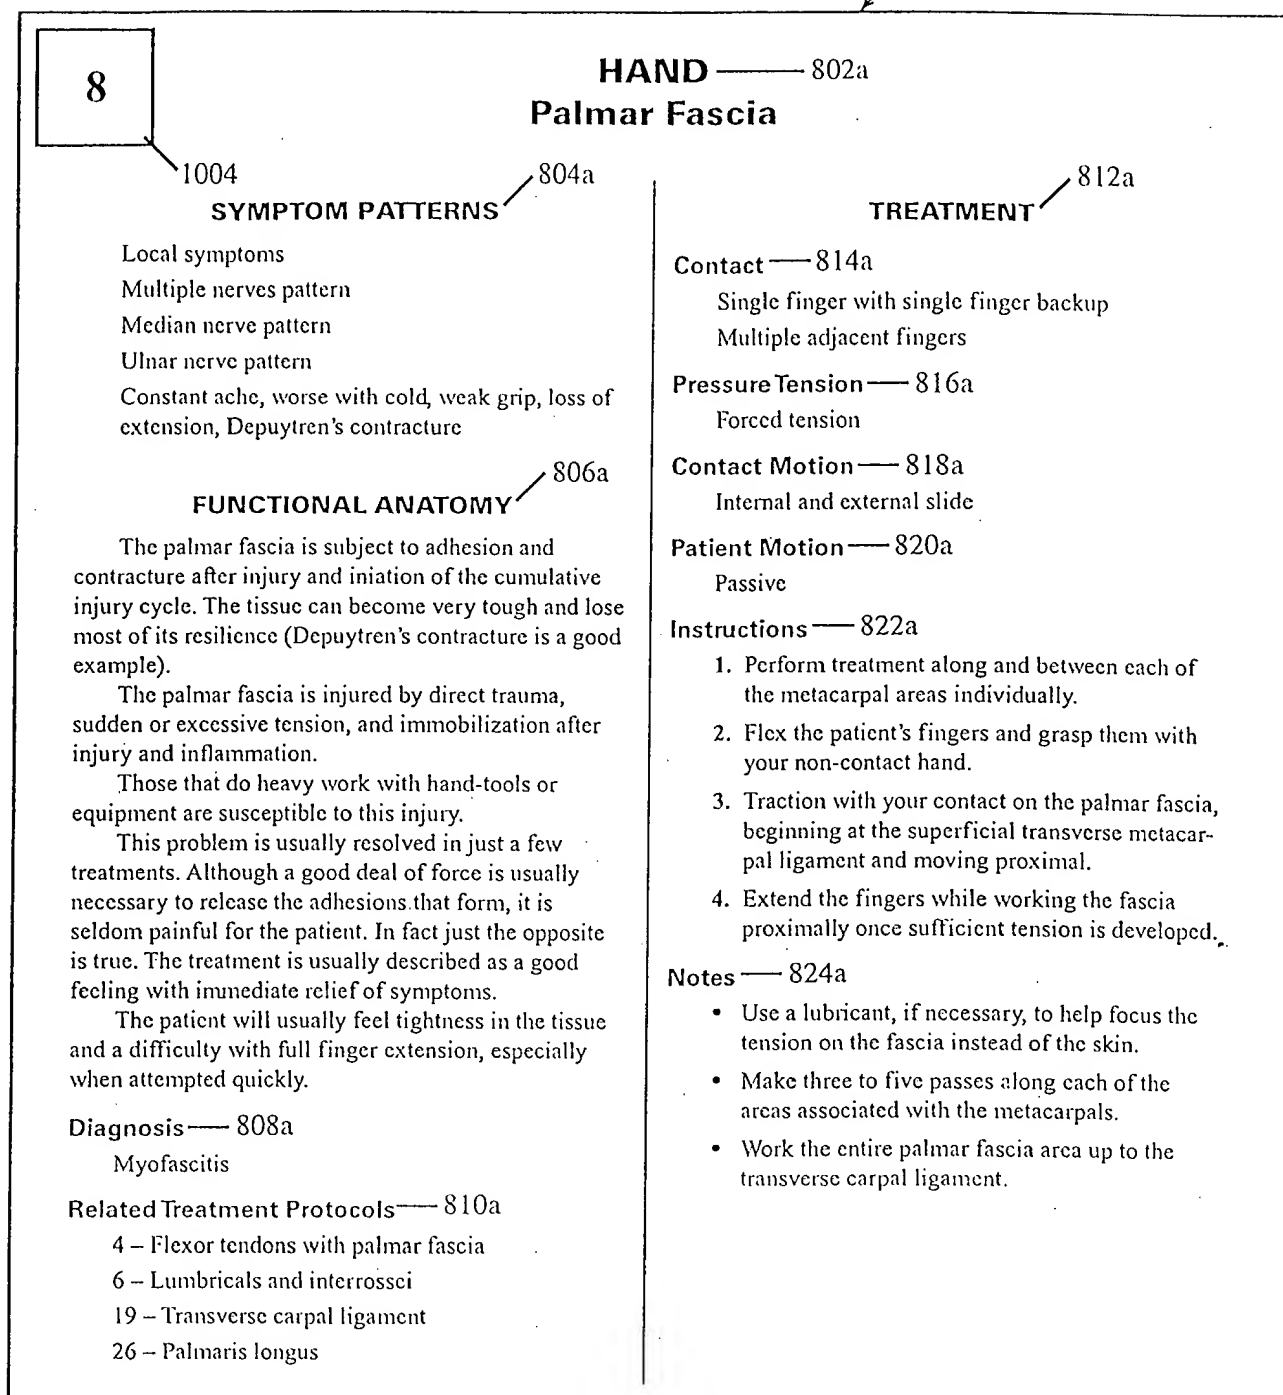 8
HAND 802a
Palmar Fascia
1004
804a
SYMPTOM PATTERNS
Local symptoms
Multiple nerves pattern
Median nerve pattern
Ulnar nerve pattern
Constant ache, worse with cold, weak grip, loss of
extension, Depuytren's contracture
806a
FUNCTIONAL ANATOMY
The palmar fascia is subject to adhesion and
contracture after injury and iniation of the cumulative
injury cycle. The tissue can become very tough and lose
most of its resilience (Depuytren's contracture is a good
example).
The palmar fascia is injured by direct trauma,
sudden or excessive tension, and immobilization after
injury and inflammation.
Those that do heavy work with hand-tools or
equipment are susceptible to this injury.
This problem is usually resolved in just a few
treatments. Although a good deal of force is usually
necessary to release the adhesions that form, it is
seldom painful for the patient. In fact just the opposite
is true. The treatment is usually described as a good
feeling with immediate relief of symptoms.
The patient will usually feel tightness in the tissue
and a difficulty with full finger extension, especially
when attempted quickly.
Diagnosis 808a
Myofascitis
Related Treatment Protocols 810a
4 – Flexor tendons with palmar fascia
6 – Lumbricals and interrossei
19 – Transverse carpal ligament
26 – Palmaris longus
812a
TREATMENT
Contact 814a
Single finger with single finger backup
Multiple adjacent fingers
Pressure Tension 816a
Forced tension
Contact Motion 818a
Internal and external slide
Patient Motion 820a
Passive
Instructions 822a
1. Perform treatment along and between each of
the metacarpal areas individually.
2. Flex the patient's fingers and grasp them with
your non-contact hand.
3. Traction with your contact on the palmar fascia,
beginning at the superficial transverse metacar-
pal ligament and moving proximal.
4. Extend the fingers while working the fascia
proximally once sufficient tension is developed.
Notes 824a
• Use a lubricant, if necessary, to help focus the
tension on the fascia instead of the skin.
• Make three to five passes along each of the
areas associated with the metacarpals.
• Work the entire palmar fascia area up to the
transverse carpal ligament.